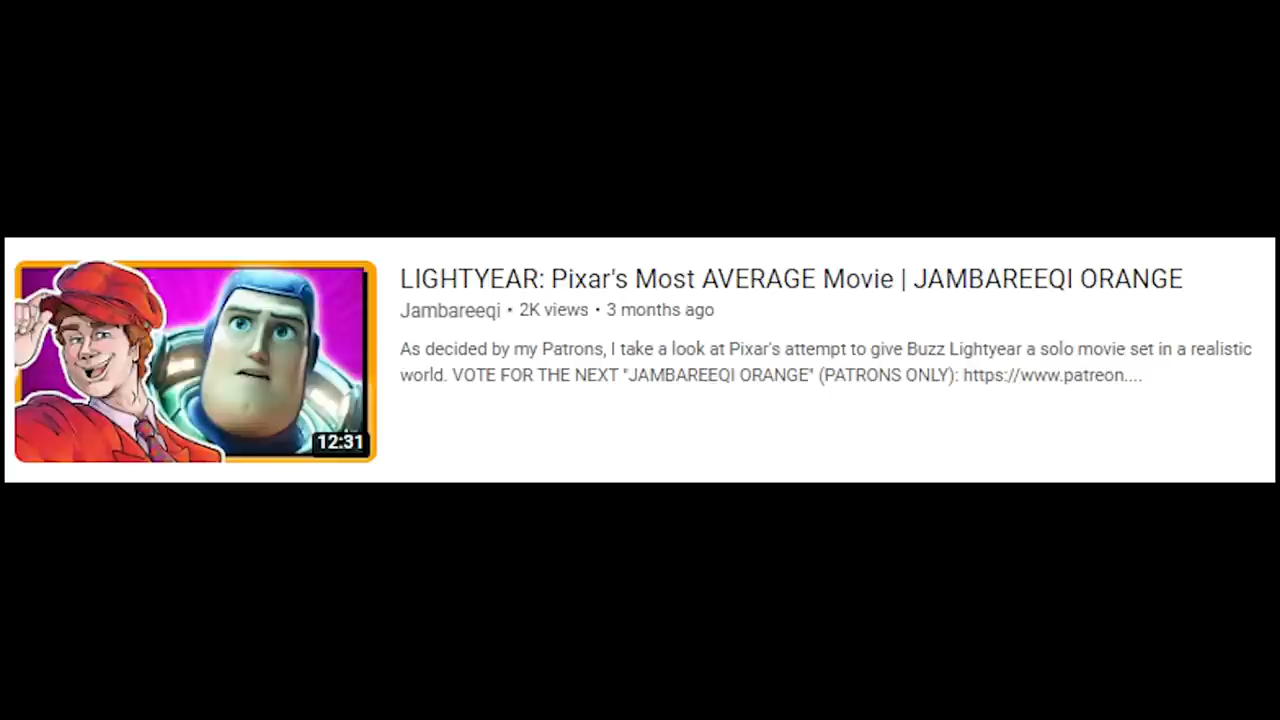 LIGHTYEAR: Pixar's Most AVERAGE Movie | JAMBAREEQI ORANGE
Jambareeqi • 2K views • 3 months ago
As decided by my Patrons, I take a look at Pixar's attempt to give Buzz Lightyear a solo movie set in a realistic
world. VOTE FOR THE NEXT "JAMBAREEQI ORANGE" (PATRONS ONLY): https://www.patreon....
12:31